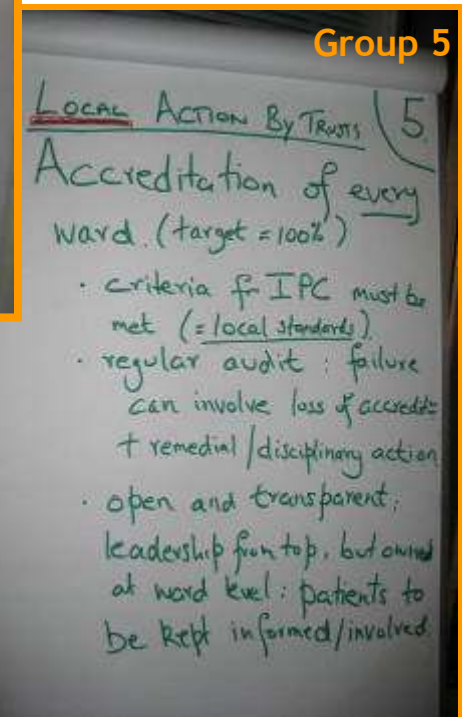 Group 5
LOCAL ACTION By TRUSTS 5.
Accreditation of every
ward. (target = 100%)
· criteria for IPC must be
met (= local standards).
· regular audit : failure
can involve loss of accredtn
+ remedial / disciplinary action
· open and transparent;
leadership from top, but owned
at ward level : patients to
be kept informed/involved.